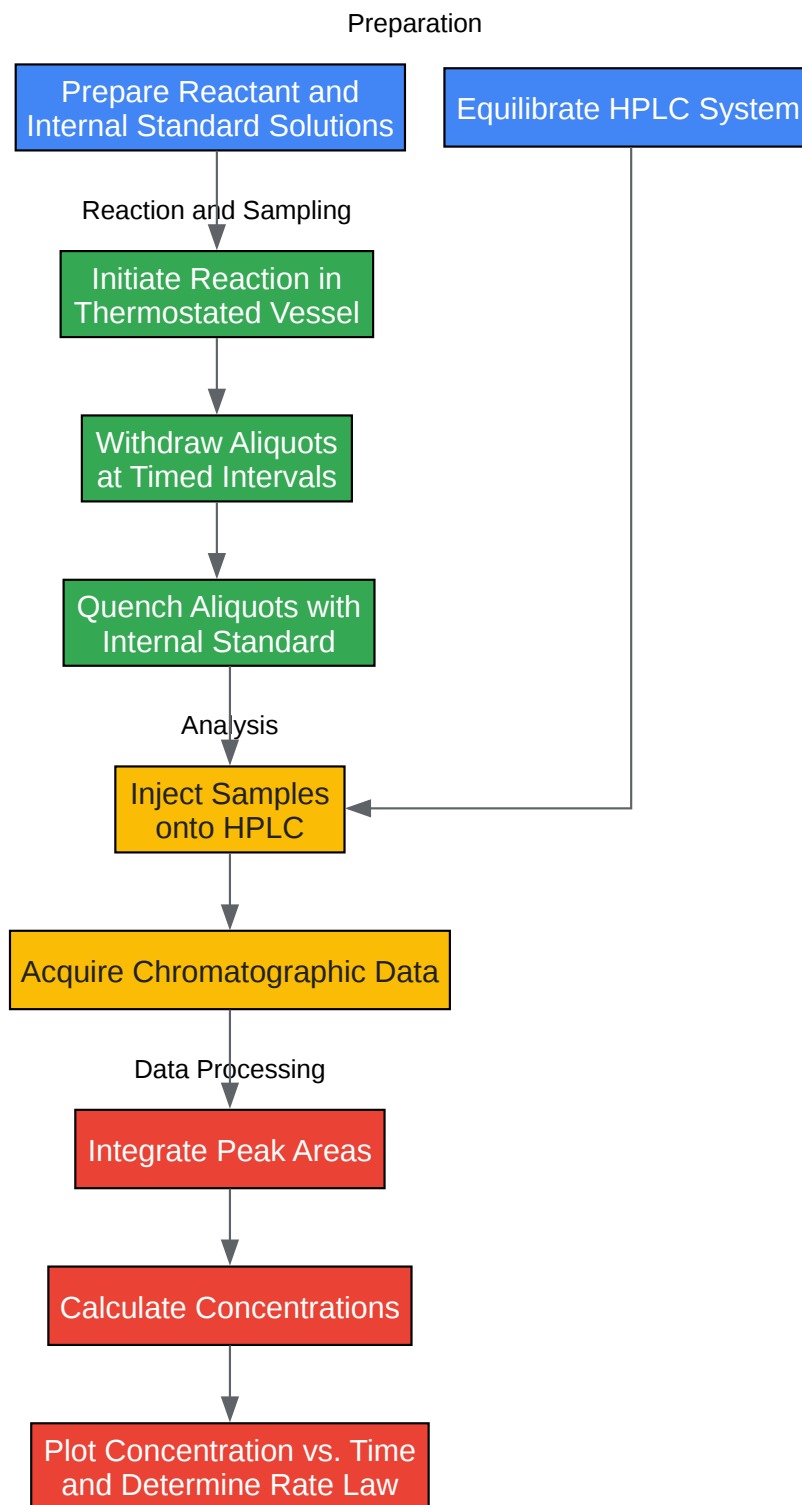 Preparation
Prepare Reactant and
Internal Standard Solutions
Equilibrate HPLC System
Reaction and Sampling
Initiate Reaction in
Thermostated Vessel
Withdraw Aliquots
at Timed Intervals
Quench Aliquots with
Internal Standard
Analysis
Inject Samples
onto HPLC
Acquire Chromatographic Data
Data Processing
Integrate Peak Areas
Calculate Concentrations
Plot Concentration vs. Time
and Determine Rate Law